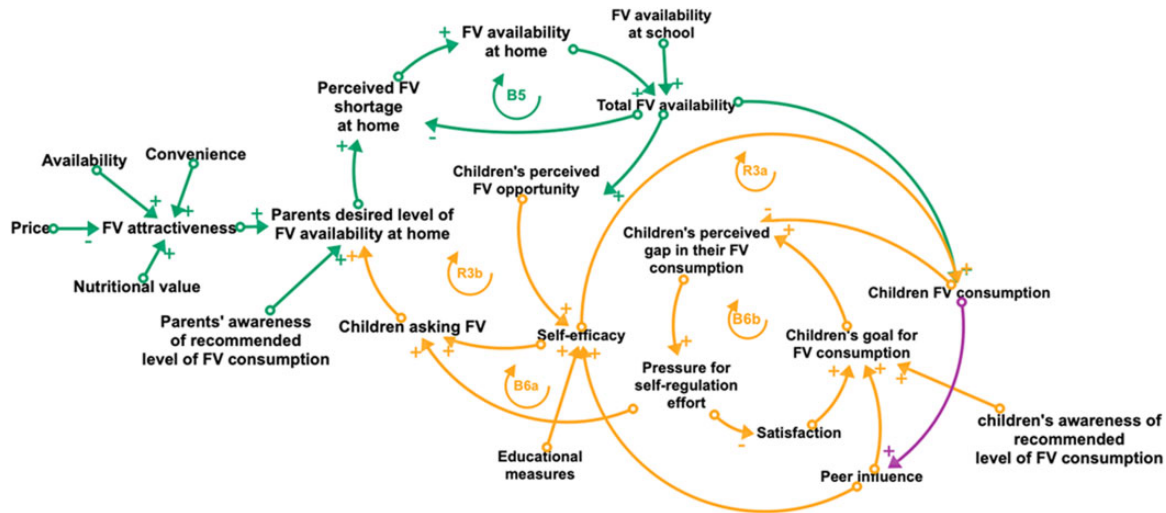 FV availability
at home
FV availability
at school
+
Perceived FV
shortage
at home
B5
+
+
Total FV availability
-
+
Availability
Convenience
Children's perceived
FV opportunity
R3a
+
+
+
+
-
Price
FV attractiveness
-
+
Parents desired level of
FV availability at home
Children's perceived
gap in their FV
consumption
+
+
+
R3b
+
Nutritional value
Children FV consumption
Parents' awareness
of recommended
level of FV consumption
+
B6b
Children asking FV
Self-efficacy
Children's goal for
FV consumption
+
+
+
+
+
B6a
Pressure for
self-regulation
effort
+
+
+
Satisfaction
-
children's awareness of
recommended
level of FV consumption
Educational
measures
+
Peer influence